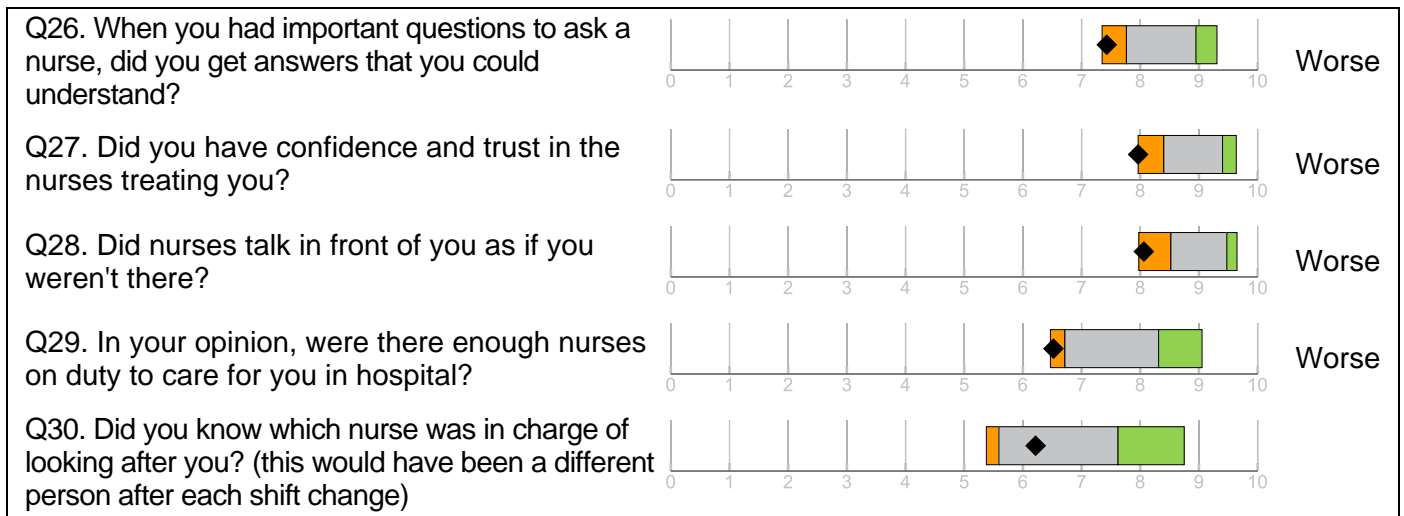 Q26. When you had important questions to ask a
nurse, did you get answers that you could
understand?
0 1 2 3 4 5 6 7 8 9 10
Worse
Q27. Did you have confidence and trust in the
nurses treating you?
0 1 2 3 4 5 6 7 8 9 10
Worse
Q28. Did nurses talk in front of you as if you
weren't there?
0 1 2 3 4 5 6 7 8 9 10
Worse
Q29. In your opinion, were there enough nurses
on duty to care for you in hospital?
0 1 2 3 4 5 6 7 8 9 10
Worse
Q30. Did you know which nurse was in charge of
looking after you? (this would have been a different
person after each shift change)
0 1 2 3 4 5 6 7 8 9 10